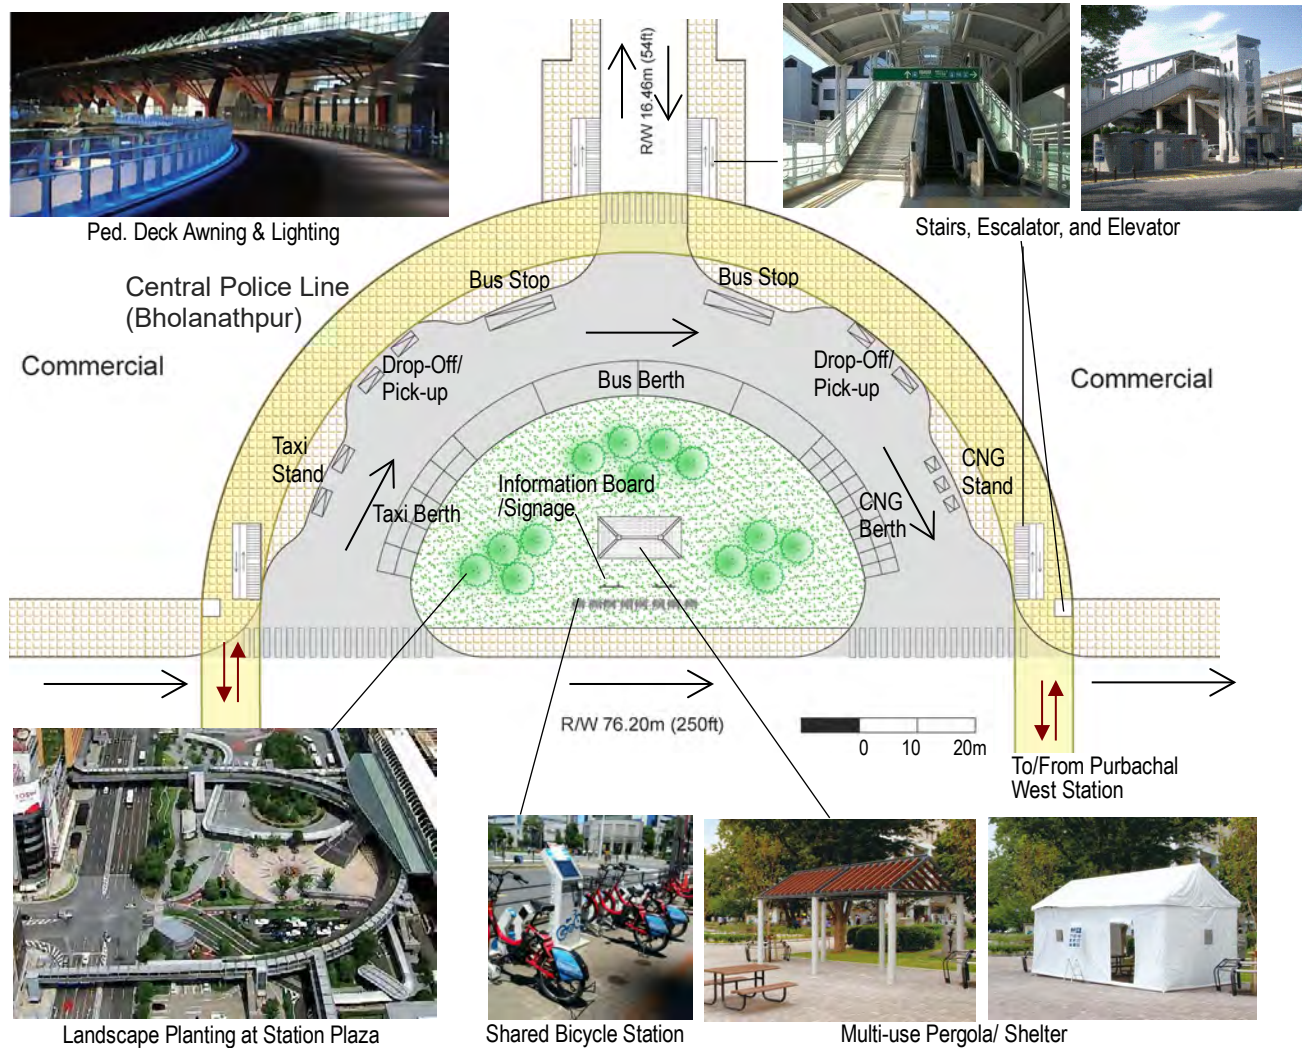 R/W 16.46m (54ft)
Ped. Deck Awning & Lighting
Stairs, Escalator, and Elevator
Central Police Line
(Bholanathpur)
Bus Stop
Bus Stop
Commercial
Drop-Off/
Pick-up
Bus Berth
Drop-Off/
Pick-up
Commercial
Taxi
Stand
Information Board
/Signage
CNG
Stand
Taxi Berth
CNG
Berth
R/W 76.20m (250ft)
0 10 20m
To/From Purbachal
West Station
Landscape Planting at Station Plaza
Shared Bicycle Station
Multi-use Pergola/ Shelter